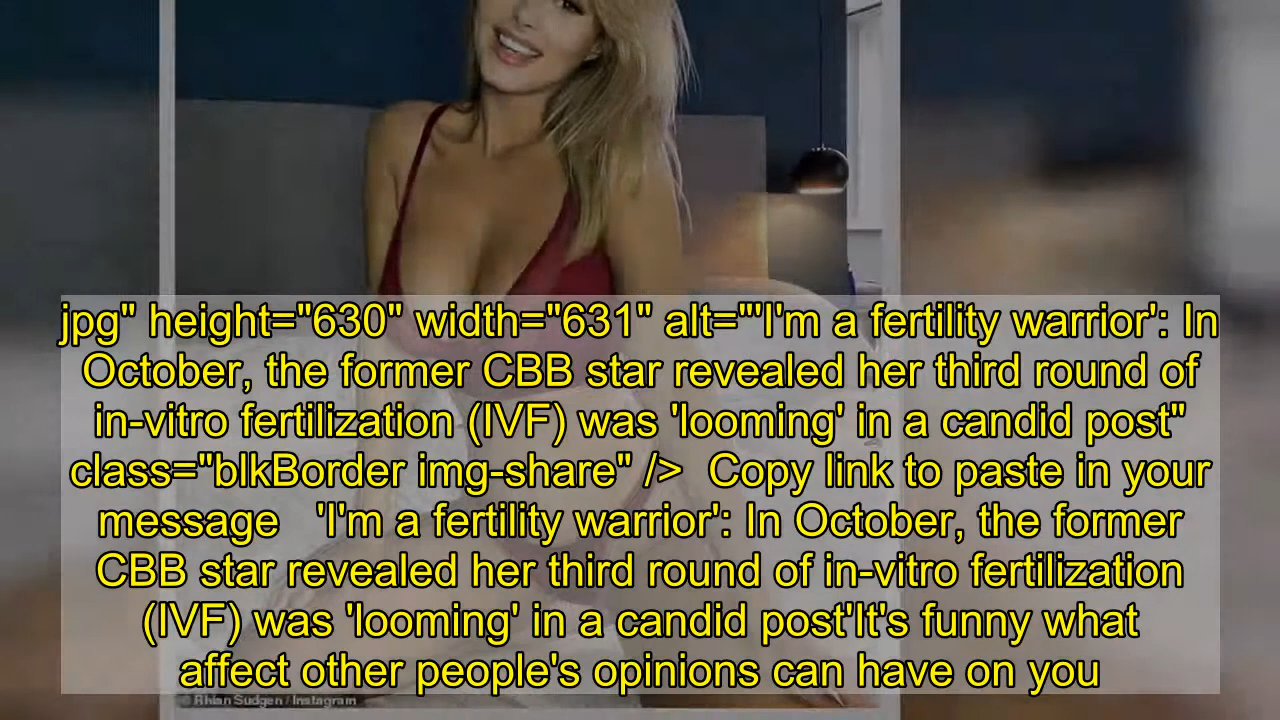 jpg" height="630" width="631" alt="'I'm a fertility warrior': In
October, the former CBB star revealed her third round of
in-vitro fertilization (IVF) was 'looming' in a candid post"
class="blkBorder img-share" />  Copy link to paste in your
message   'I'm a fertility warrior': In October, the former
CBB star revealed her third round of in-vitro fertilization
(IVF) was 'looming' in a candid post'It's funny what
affect other people's opinions can have on you
© Rhian Sugden / Instagram